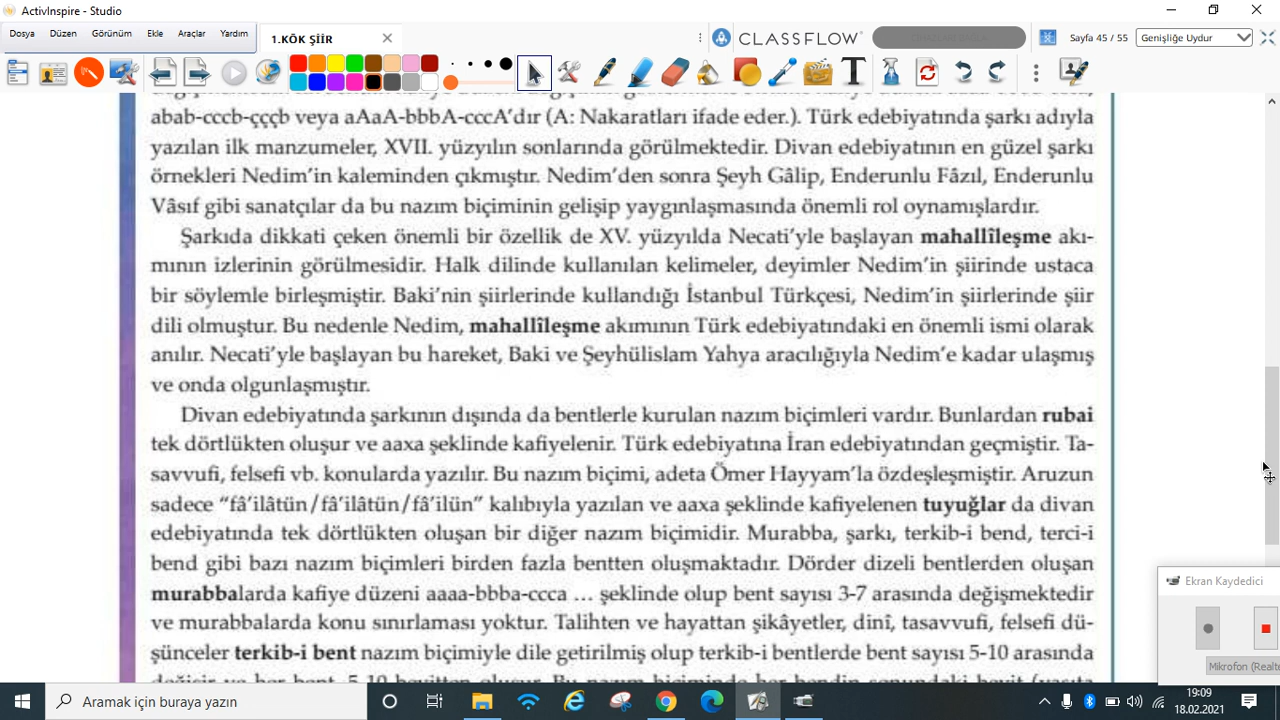 ActivInspire - Studio
Dosya Düzen Görünüm Ekle Araçlar Yardım
1.KÖK ŞİİR
CLASSFLOW
Sayfa 45 / 55
Genişliğe Uydur
abab-cccb-çççb veya aAaA-bbbA-cccA'dır (A: Nakaratları ifade eder.). Türk edebiyatında şarkı adıyla
yazılan ilk manzumeler, XVII. yüzyılın sonlarında görülmektedir. Divan edebiyatının en güzel şarkı
örnekleri Nedim'in kaleminden çıkmıştır. Nedim'den sonra Şeyh Gâlip, Enderunlu Fâzıl, Enderunlu
Vâsıf gibi sanatçılar da bu nazım biçiminin gelişip yaygınlaşmasında önemli rol oynamışlardır.
Şarkıda dikkati çeken önemli bir özellik de XV. yüzyılda Necati'yle başlayan mahallîleşme akı-
mının izlerinin görülmesidir. Halk dilinde kullanılan kelimeler, deyimler Nedim'in şiirinde ustaca
bir söylemle birleşmiştir. Baki'nin şiirlerinde kullandığı İstanbul Türkçesi, Nedim'in şiirlerinde şiir
dili olmuştur. Bu nedenle Nedim, mahallîleşme akımının Türk edebiyatındaki en önemli ismi olarak
anılır. Necati'yle başlayan bu hareket, Baki ve Şeyhülislam Yahya aracılığıyla Nedim'e kadar ulaşmış
ve onda olgunlaşmıştır.
Divan edebiyatında şarkının dışında da bentlerle kurulan nazım biçimleri vardır. Bunlardan rubai
tek dörtlükten oluşur ve aaxa şeklinde kafiyelenir. Türk edebiyatına İran edebiyatından geçmiştir. Ta-
savvufi, felsefi vb. konularda yazılır. Bu nazım biçimi, adeta Ömer Hayyam'la özdeşleşmiştir. Aruzun
sadece "fâ'ilâtün/fâ'ilâtün/fâ'ilün" kalıbıyla yazılan ve aaxa şeklinde kafiyelenen tuyuğlar da divan
edebiyatında tek dörtlükten oluşan bir diğer nazım biçimidir. Murabba, şarkı, terkib-i bend, terci-i
bend gibi bazı nazım biçimleri birden fazla bentten oluşmaktadır. Dörder dizeli bentlerden oluşan
murabbalarda kafiye düzeni aaaa-bbba-ccca ... şeklinde olup bent sayısı 3-7 arasında değişmektedir
ve murabbalarda konu sınırlaması yoktur. Talihten ve hayattan şikâyetler, dinî, tasavvufi, felsefi dü-
şünceler terkib-i bent nazım biçimiyle dile getirilmiş olup terkib-i bentlerde bent sayısı 5-10 arasında
Ekran Kaydedici
Mikrofon (Realte
Aramak için buraya yazın
19:09
18.02.2021